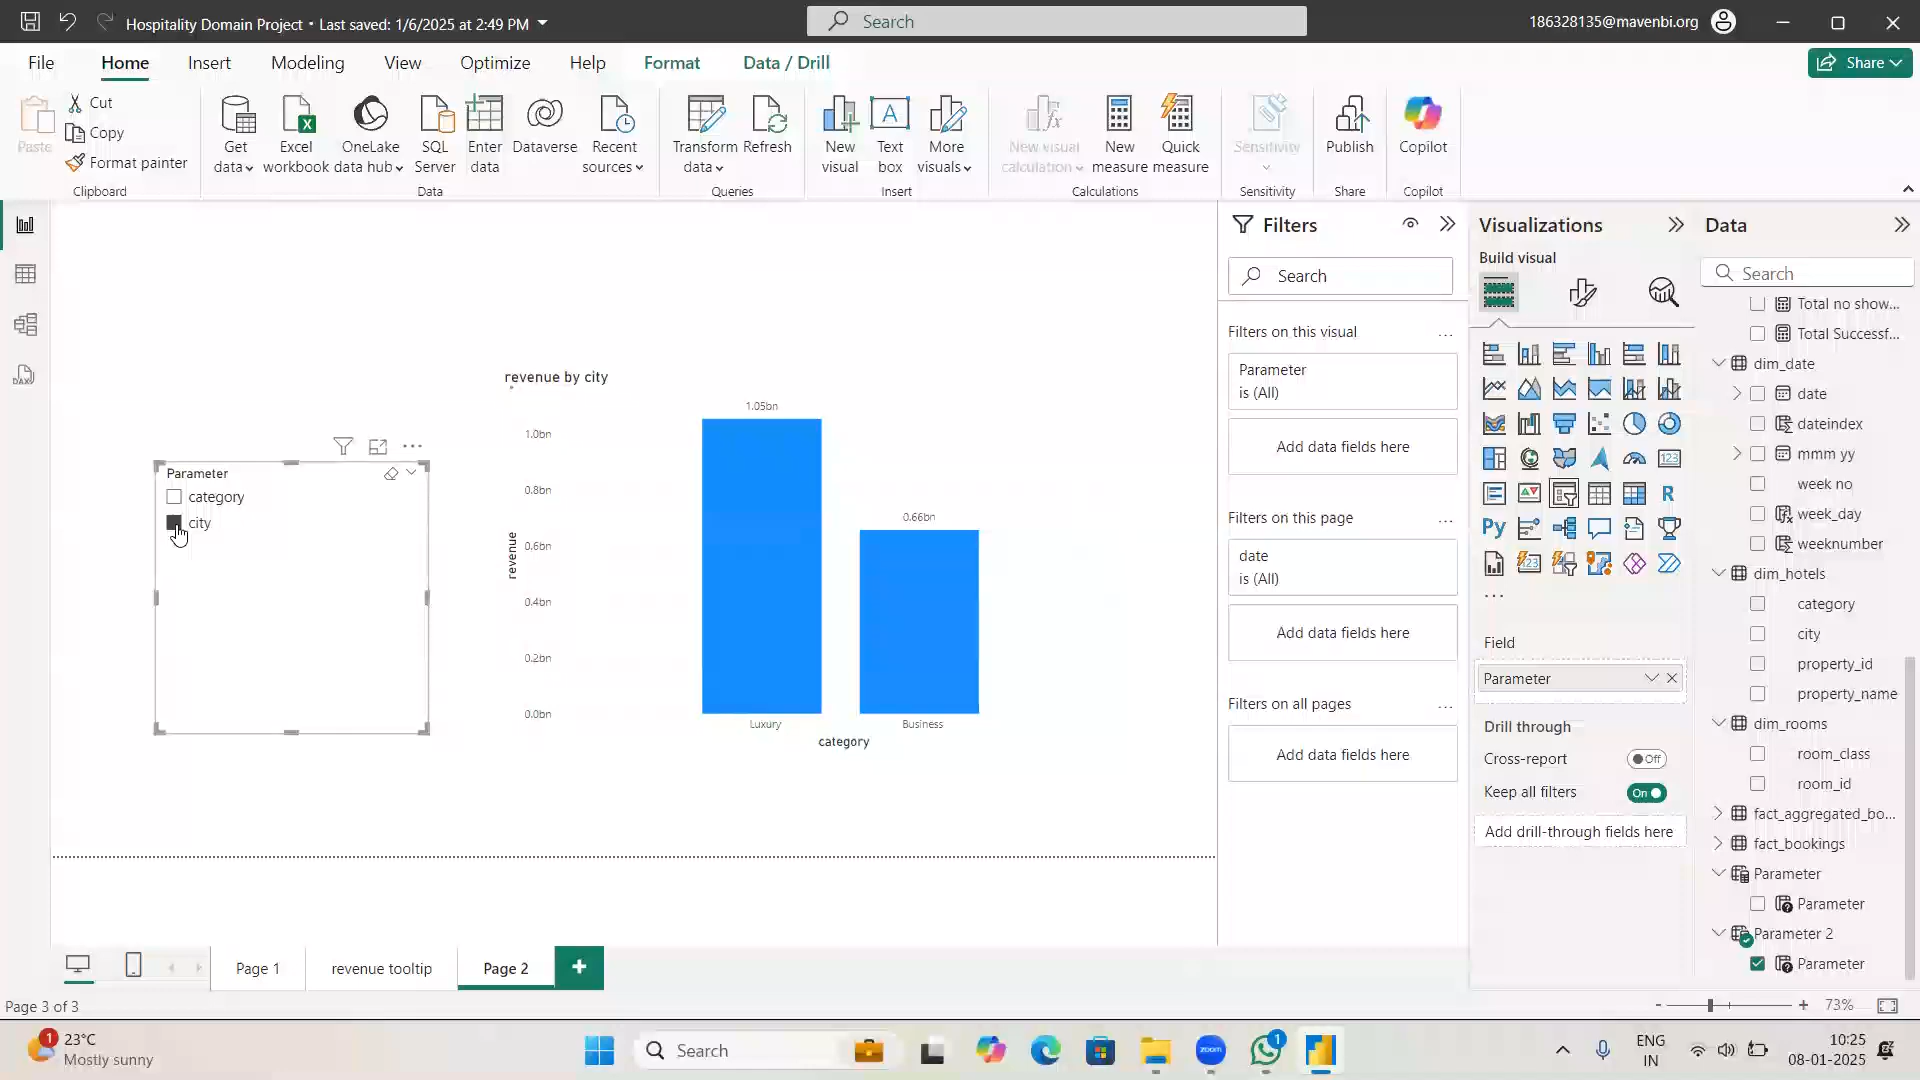 Hospitality Domain Project • Last saved: 1/6/2025 at 2:49 PM
Search
186328135@mavenbi.org
File
Home
Insert
Modeling
View
Optimize
Help
Format
Data / Drill
Share
Paste
Cut
Copy
Format painter
Clipboard
Get data
Excel workbook
OneLake data hub
SQL Server
Enter data
Dataverse
Recent sources
Data
Transform data
Refresh
Queries
New visual
A
Text box
More visuals
Insert
New visual calculation
New measure
Quick measure
Calculations
Sensitivity
Sensitivity
Publish
Share
Copilot
Copilot
DAX
revenue by city
1.05bn
0.66bn
1.0bn
0.8bn
0.6bn
0.4bn
0.2bn
0.0bn
revenue
Luxury
Business
category
Parameter
category
city
Filters
Search
Filters on this visual
Parameter
is (All)
Add data fields here
Filters on this page
date
is (All)
Add data fields here
Filters on all pages
Add data fields here
Visualizations
Build visual
123
R
Py
123
Field
Parameter
Drill through
Cross-report
Off
Keep all filters
On
Add drill-through fields here
Data
Search
Total no show...
Total Successf...
dim_date
date
dateindex
mmm yy
week no
week_day
weeknumber
dim_hotels
category
city
property_id
property_name
dim_rooms
room_class
room_id
fact_aggregated_bo...
fact_bookings
Parameter
Parameter
Parameter 2
Parameter
Page 1
revenue tooltip
Page 2
Page 3 of 3
73%
1
23°C
Mostly sunny
Search
zoom
1
ENG
IN
10:25
08-01-2025